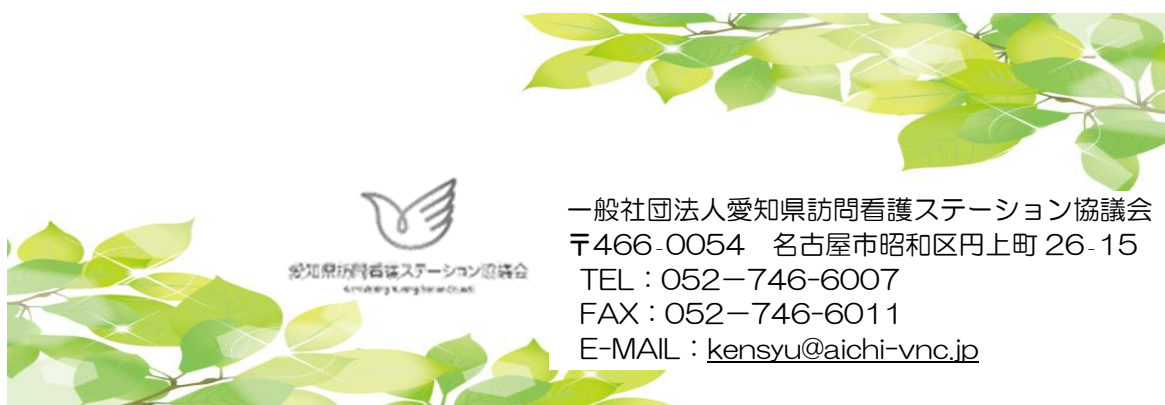 愛知県訪問看護ステーション協議会
一般社団法人愛知県訪問看護ステーション協議会
〒466-0054　名古屋市昭和区円上町 26-15
TEL：052－746-6007
FAX：052－746-6011
E-MAIL：kensyu@aichi-vnc.jp